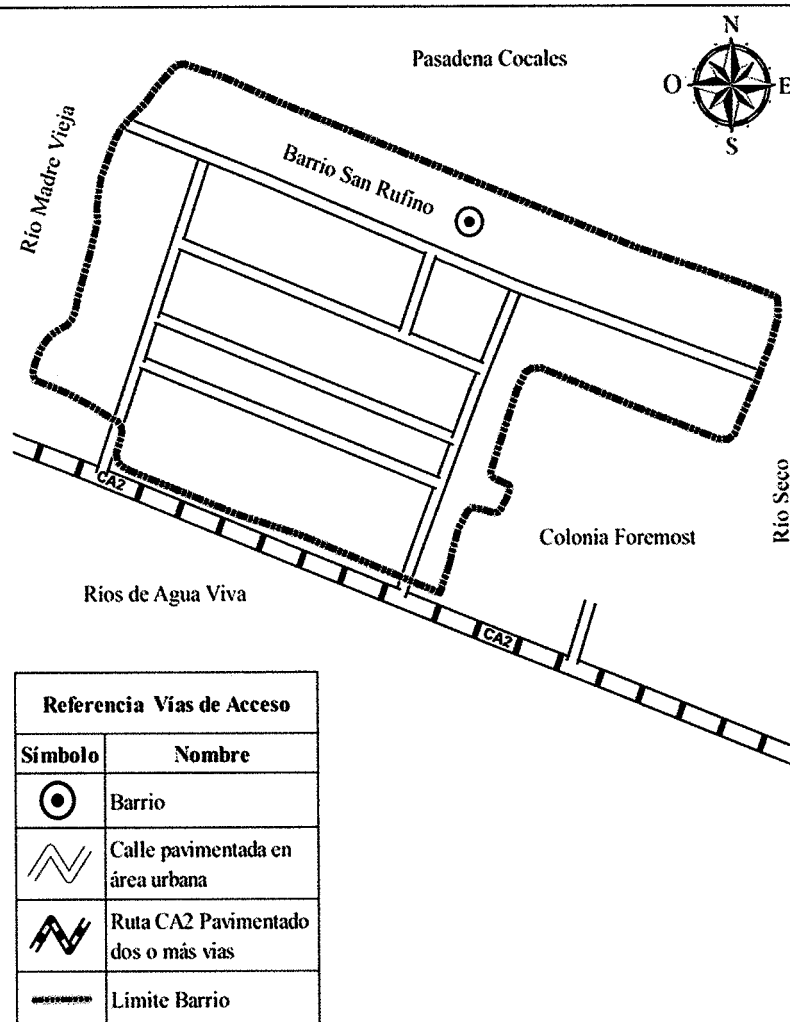 Pasadena Cocales
N
O
E
S
Río Madre Vieja
Barrio San Rufino
CA2
Río Seco
Colonia Foremost
Ríos de Agua Viva
CA2
Referencia Vías de Acceso
Símbolo Nombre
Barrio
Calle pavimentada en
área urbana
Ruta CA2 Pavimentado
dos o más vias
Límite Barrio